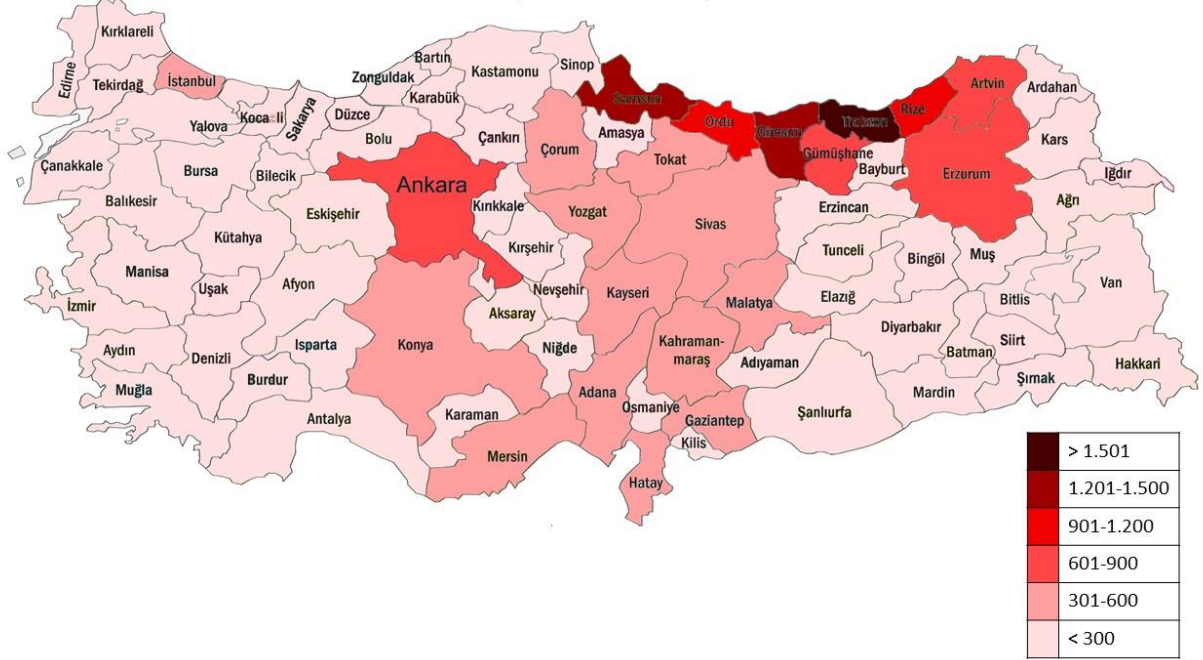 Kırklareli
Edirne
Tekirdağ
İstanbul
Kocaeli
Yalova
Sakarya
Düzce
Zonguldak
Bartın
Karabük
Kastamonu
Sinop
Samsun
Ordu
Giresun
Trabzon
Rize
Artvin
Ardahan
Kars
Iğdır
Çanakkale
Bursa
Bilecik
Bolu
Çankırı
Çorum
Amasya
Tokat
Gümüşhane
Bayburt
Erzurum
Ağrı
Balıkesir
Kütahya
Eskişehir
Ankara
Kırıkkale
Kırşehir
Yozgat
Sivas
Erzincan
Tunceli
Bingöl
Muş
Van
Bitlis
Manisa
Uşak
Afyon
İzmir
Konya
Aksaray
Nevşehir
Kayseri
Malatya
Elazığ
Diyarbakır
Batman
Siirt
Aydın
Denizli
Isparta
Burdur
Muğla
Antalya
Karaman
Niğde
Mersin
Adana
Kahraman-
maraş
Osmaniye
Adıyaman
Gaziantep
Kilis
Hatay
Şanlıurfa
Mardin
Şırnak
Hakkari
> 1.501
1.201-1.500
901-1.200
601-900
301-600
< 300